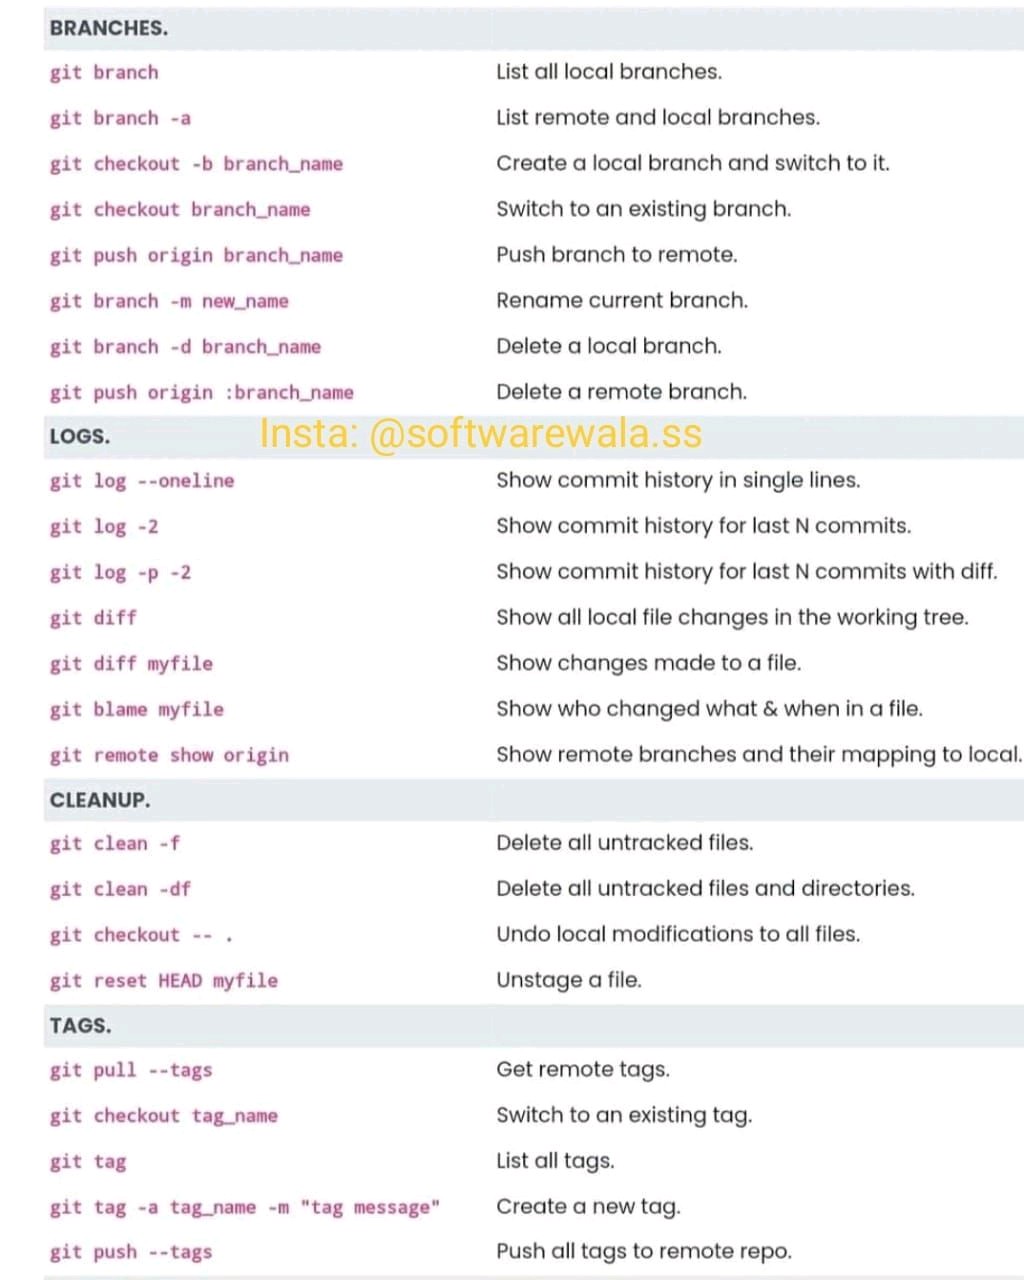 BRANCHES.
git branch List all local branches.
git branch -a List remote and local branches.
git checkout -b branch_name Create a local branch and switch to it.
git checkout branch_name Switch to an existing branch.
git push origin branch_name Push branch to remote.
git branch -m new_name Rename current branch.
git branch -d branch_name Delete a local branch.
git push origin :branch_name Delete a remote branch.
LOGS. Insta: @softwarewala.ss
git log --oneline Show commit history in single lines.
git log -2 Show commit history for last N commits.
git log -p -2 Show commit history for last N commits with diff.
git diff Show all local file changes in the working tree.
git diff myfile Show changes made to a file.
git blame myfile Show who changed what & when in a file.
git remote show origin Show remote branches and their mapping to local.
CLEANUP.
git clean -f Delete all untracked files.
git clean -df Delete all untracked files and directories.
git checkout -- . Undo local modifications to all files.
git reset HEAD myfile Unstage a file.
TAGS.
git pull --tags Get remote tags.
git checkout tag_name Switch to an existing tag.
git tag List all tags.
git tag -a tag_name -m "tag message" Create a new tag.
git push --tags Push all tags to remote repo.